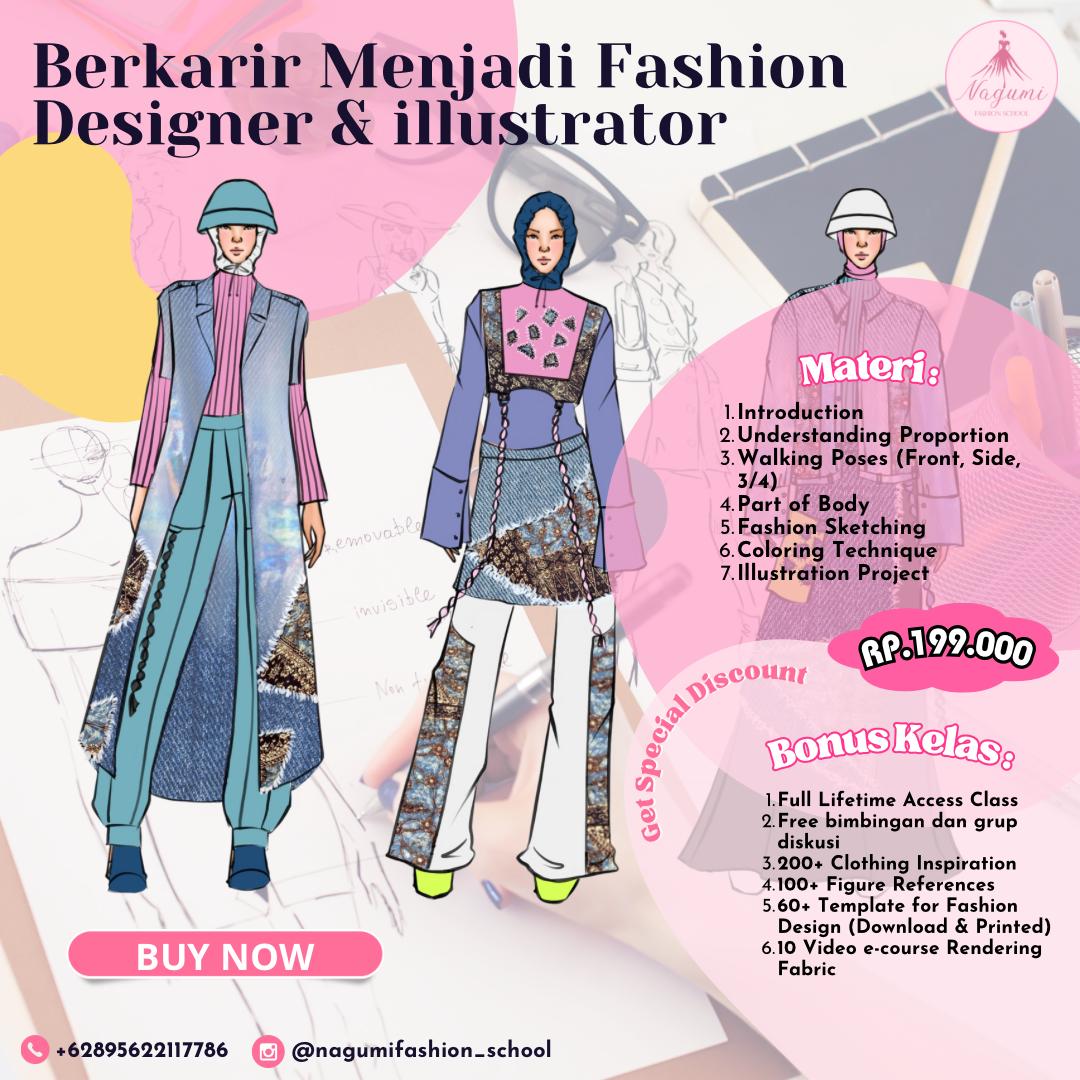 Berkarir Menjadi Fashion
Designer & illustrator
Nagumi
FASHION SCHOOL
removable
invisible
Non
Materi:
1. Introduction
2. Understanding Proportion
3. Walking Poses (Front, Side,
3/4)
4. Part of Body
5. Fashion Sketching
6. Coloring Technique
7. Illustration Project
RP.199.000
Get Special Discount
Bonus Kelas:
1. Full Lifetime Access Class
2. Free bimbingan dan grup
diskusi
3. 200+ Clothing Inspiration
4. 100+ Figure References
5. 60+ Template for Fashion
Design (Download & Printed)
6. 10 Video e-course Rendering
Fabric
BUY NOW
+62895622117786
@nagumifashion_school